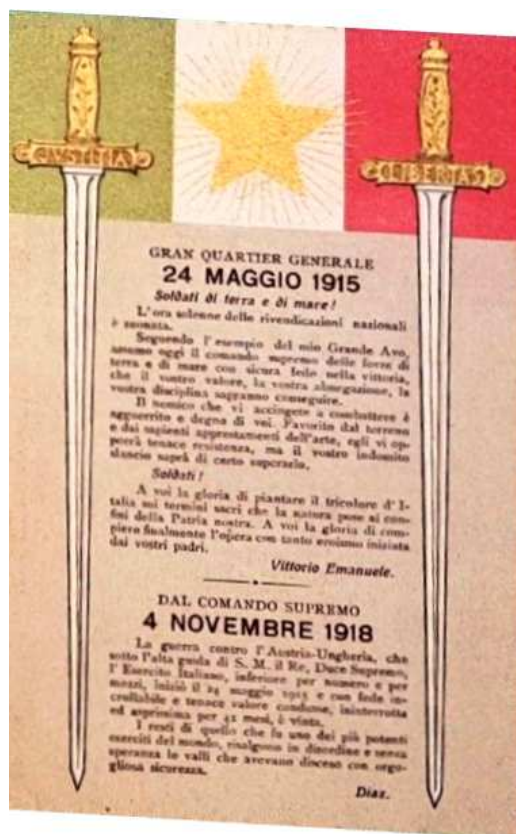 IVSTITIA
LIBERTAS
GRAN QUARTIER GENERALE
24 MAGGIO 1915
Soldati di terra e di mare!
L'ora solenne delle rivendicazioni nazionali
è suonata.
Seguendo l'esempio del mio Grande Avo,
assumo oggi il comando supremo delle forze di
terra e di mare con sicura fede nella vittoria,
che il vostro valore, la vostra abnegazione, la
vostra disciplina sapranno conseguire.
Il nemico che vi accingete a combattere è
agguerrito e degno di voi. Favorito dal terreno
e dai sapienti apprestamenti dell'arte, egli vi op-
porrà tenace resistenza, ma il vostro indomito
slancio saprà di certo superarlo.
Soldati!
A voi la gloria di piantare il tricolore d'I-
talia sui termini sacri che la natura pose ai con-
fini della Patria nostra. A voi la gloria di com-
piere finalmente l'opera con tanto eroismo iniziata
dai vostri padri.
Vittorio Emanuele.
DAL COMANDO SUPREMO
4 NOVEMBRE 1918
La guerra contro l'Austria-Ungheria, che
sotto l'alta guida di S. M. il Re, Duce Supremo,
l'Esercito Italiano, inferiore per numero e per
mezzi, iniziò il 24 maggio 1915 e con fede in-
crollabile e tenace valore condusse, ininterrotta
ed asprissima per 41 mesi, è vinta.
I resti di quello che fu uno dei più potenti
eserciti del mondo, risalgono in disordine e senza
speranza le valli che avevano disceso con orgo-
gliosa sicurezza.
Diaz.